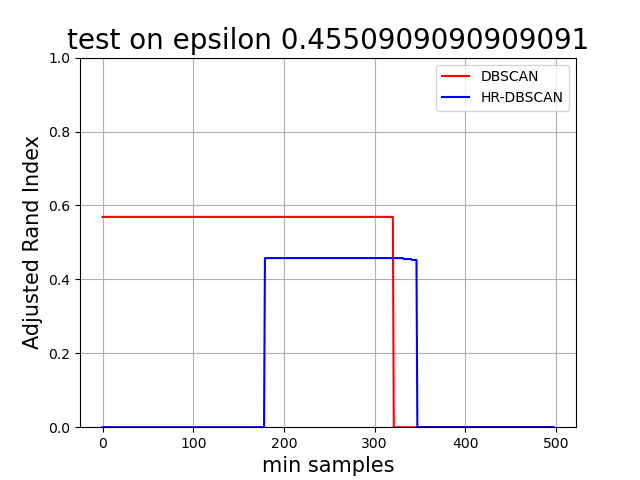 test on epsilon 0.4550909090909091
DBSCAN
HR-DBSCAN
1.0
0.8
0.6
0.4
0.2
0.0
Adjusted Rand Index
0 100 200 300 400 500
min samples